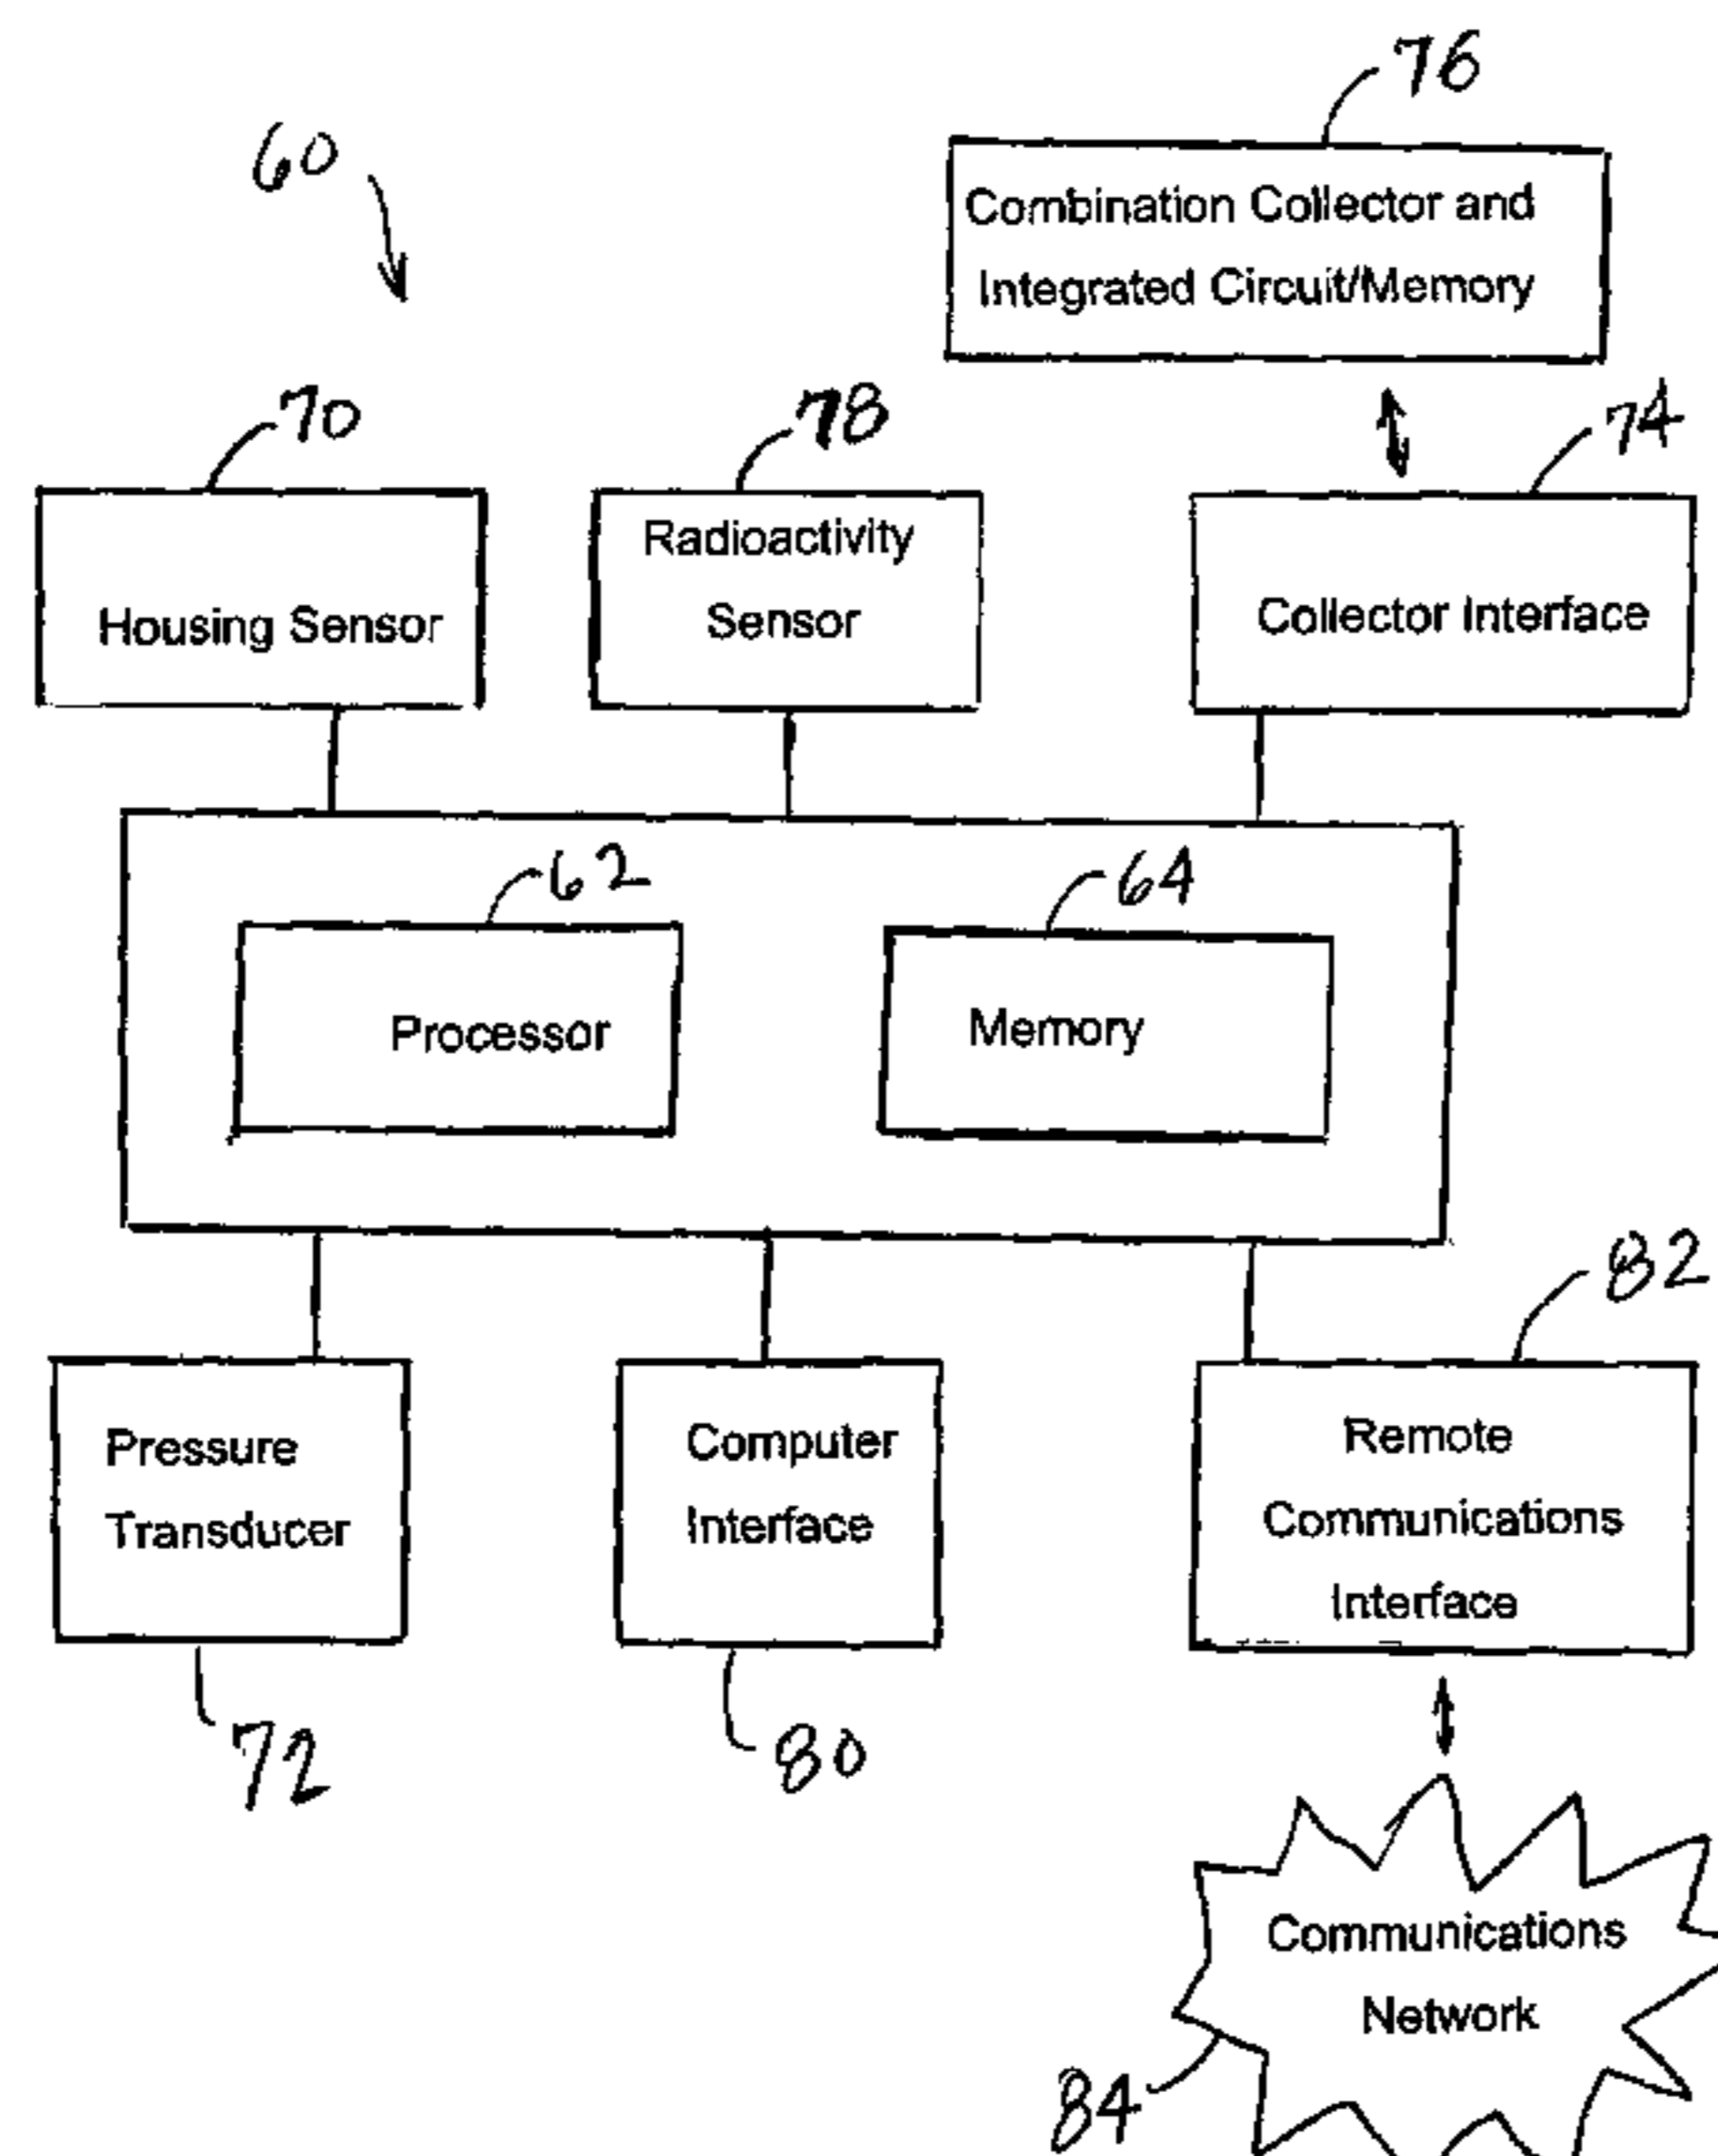 76
60
Combination Collector and
Integrated Circuit/Memory
70
78
74
Housing Sensor
Radioactivity
Sensor
Collector Interface
62
64
Processor
Memory
82
Pressure
Transducer
Computer
Interface
Remote
Communications
Interface
72
80
Communications
Network
84